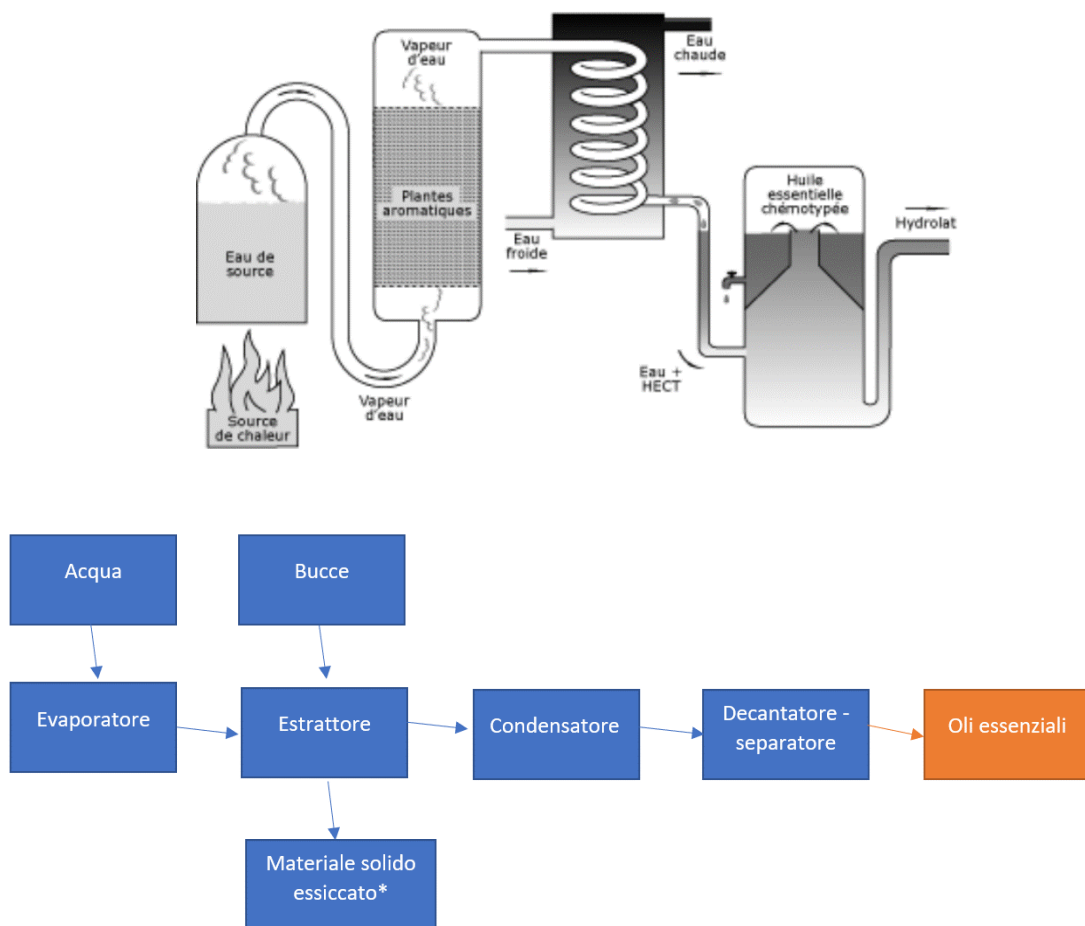 Vapeur
d'eau
Eau
chaude
Plantes
aromatiques
Eau de
source
Eau
froide
Huile
essentielle
chémotypée
Hydrolat
Eau +
HECT
Vapeur
d'eau
Source
de chaleur
Acqua
Bucce
Evaporatore
Estrattore
Condensatore
Decantatore -
separatore
Oli essenziali
Materiale solido
essiccato*